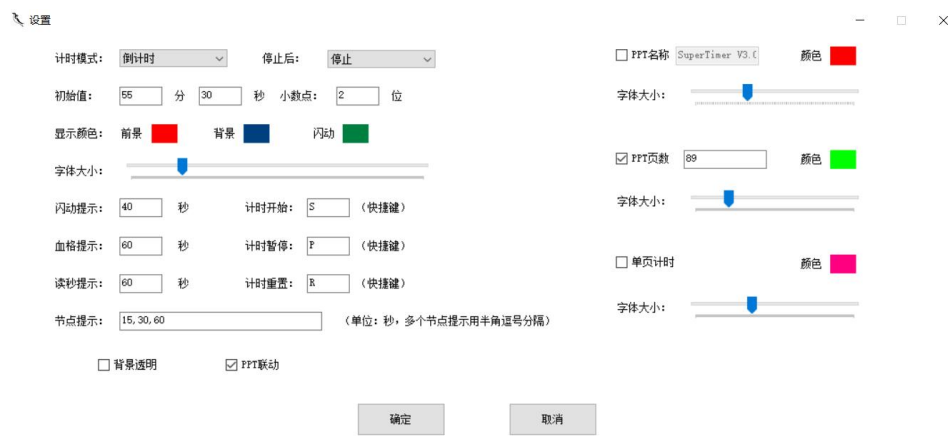 设置
计时模式： 倒计时 停止后： 停止
PPT名称 SuperTimer V3.0 颜色
初始值： 55 分 30 秒 小数点： 2 位
字体大小：
显示颜色： 前景 背景 闪动
PPT页数 89 颜色
字体大小：
字体大小：
闪动提示： 40 秒 计时开始： S （快捷键）
血格提示： 60 秒 计时暂停： P （快捷键）
单页计时 颜色
读秒提示： 60 秒 计时重置： R （快捷键）
字体大小：
节点提示： 15,30,60 （单位：秒，多个节点提示用半角逗号分隔）
背景透明 PPT联动
确定 取消